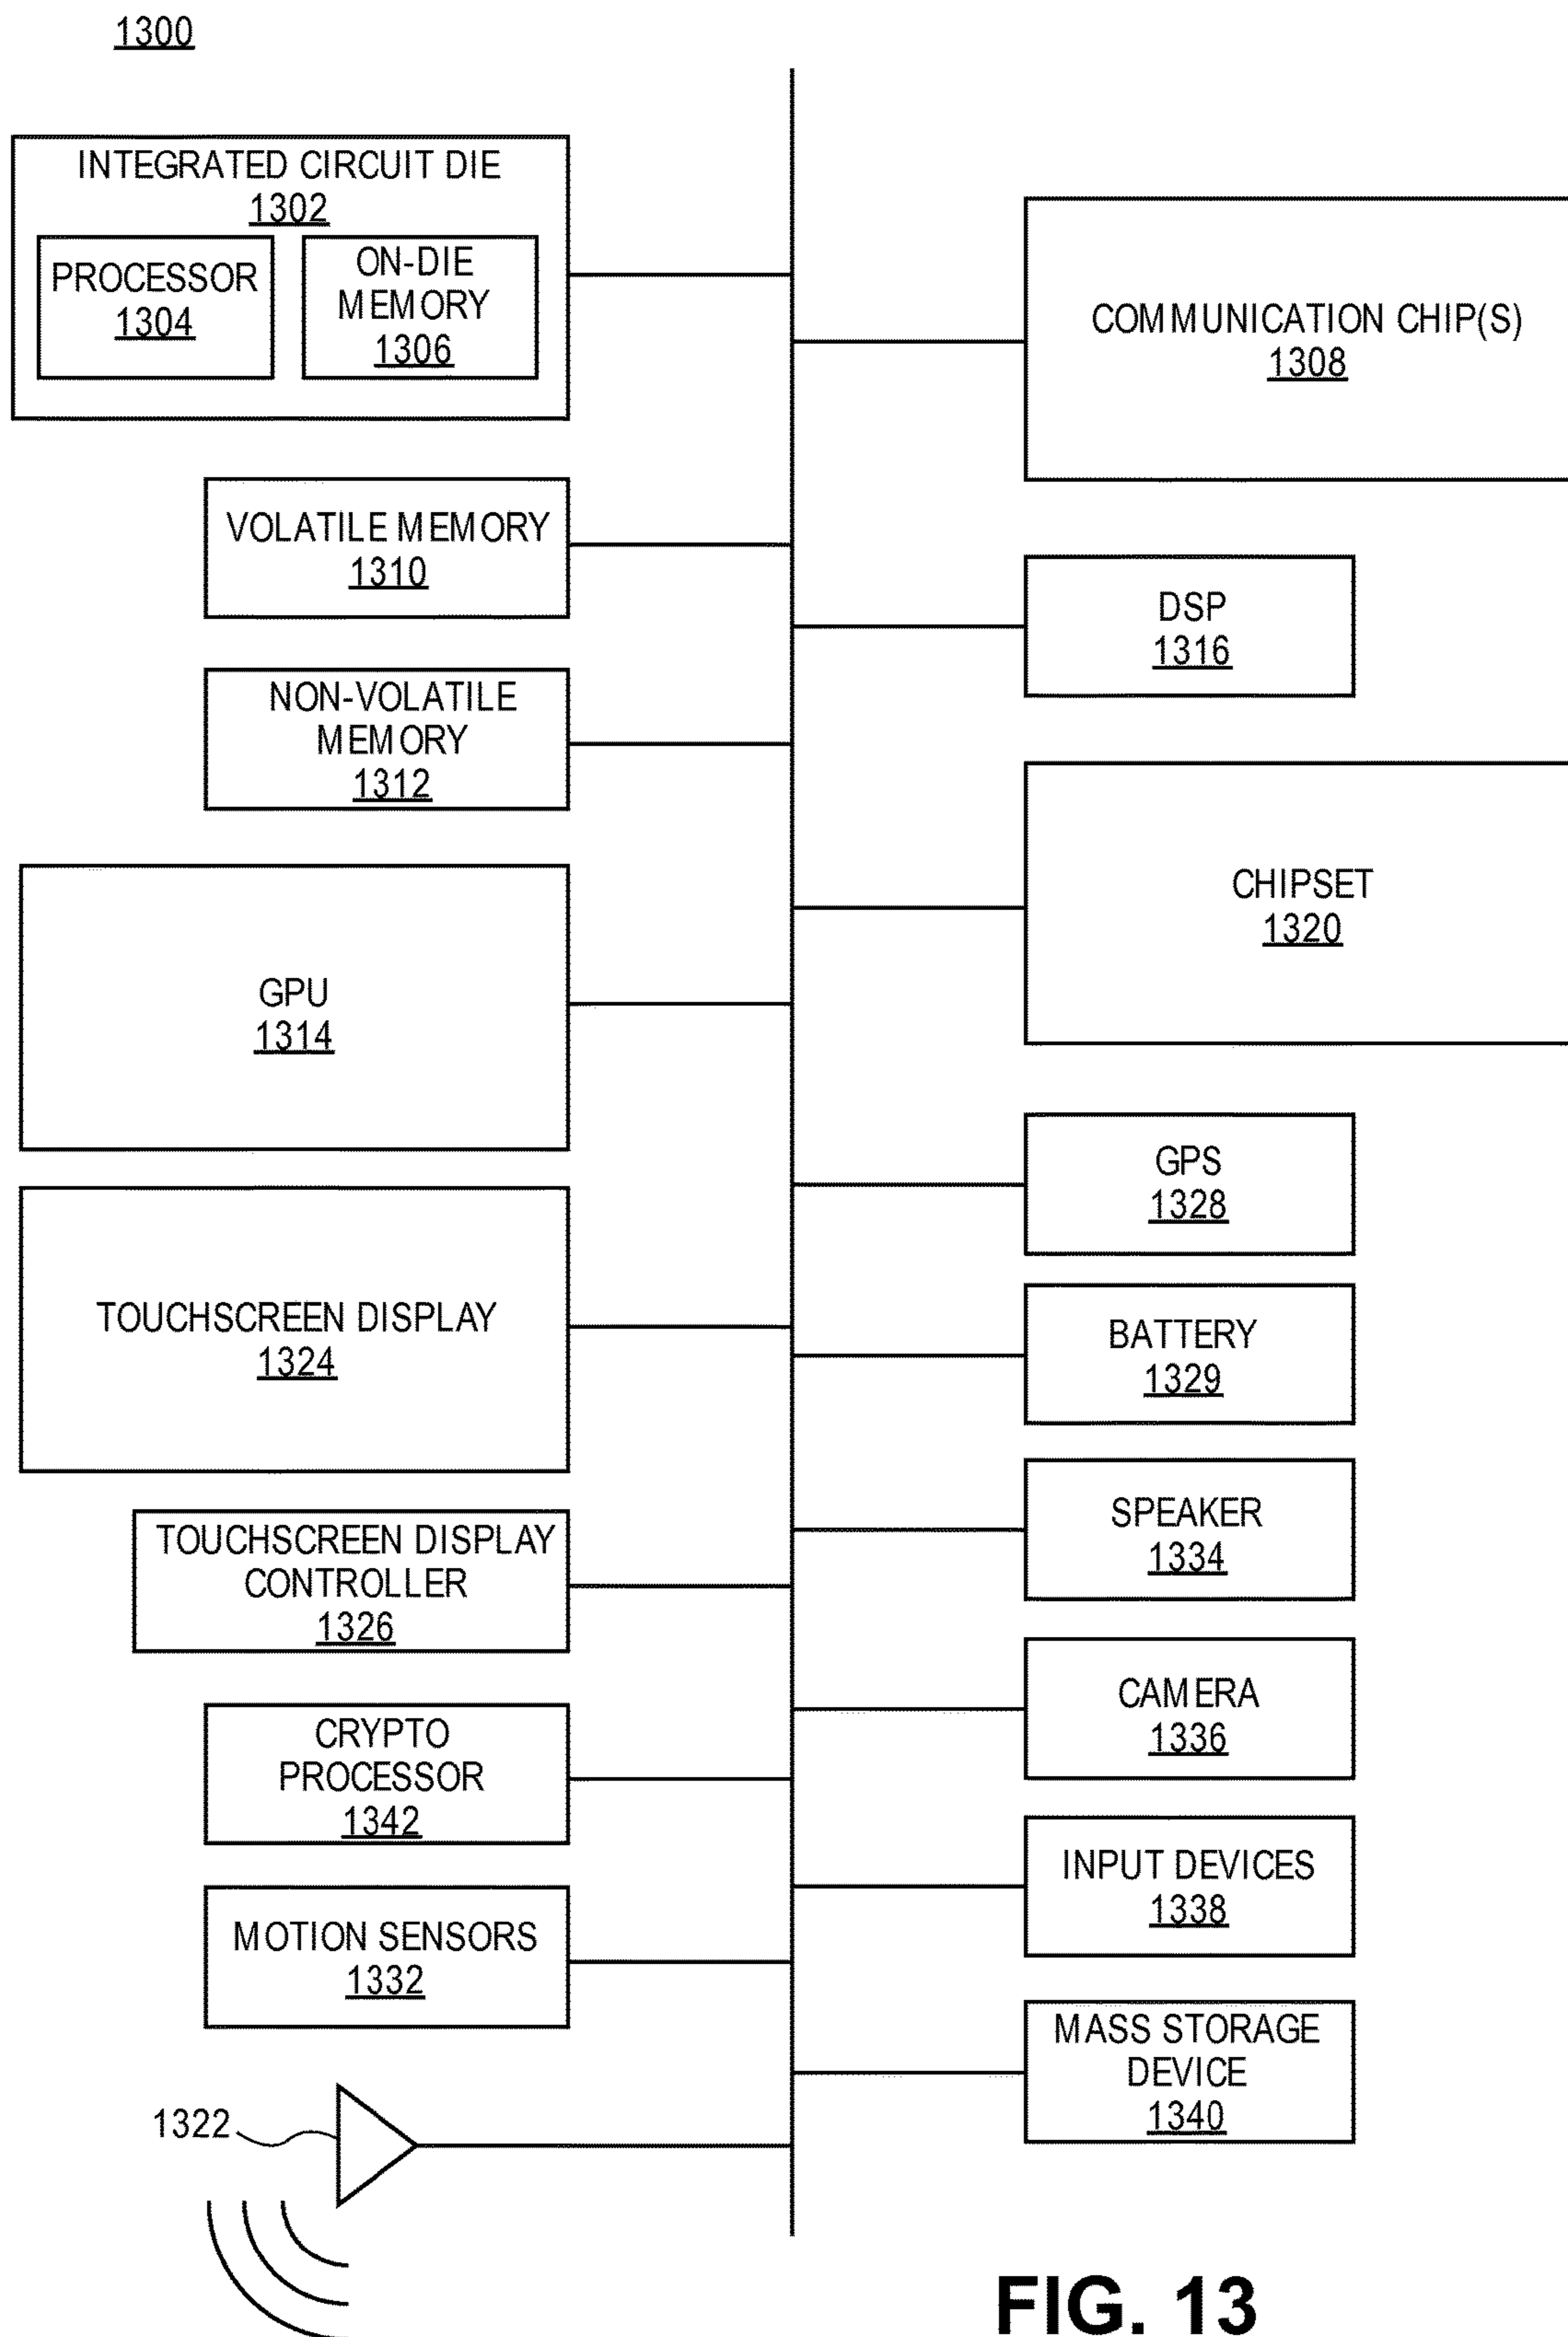 1300
INTEGRATED CIRCUIT DIE
1302
PROCESSOR
1304
ON-DIE
MEMORY
1306
COMMUNICATION CHIP(S)
1308
VOLATILE MEMORY
1310
DSP
1316
NON-VOLATILE
MEMORY
1312
CHIPSET
1320
GPU
1314
GPS
1328
TOUCHSCREEN DISPLAY
1324
BATTERY
1329
SPEAKER
1334
TOUCHSCREEN DISPLAY
CONTROLLER
1326
CAMERA
1336
CRYPTO
PROCESSOR
1342
INPUT DEVICES
1338
MOTION SENSORS
1332
MASS STORAGE
DEVICE
1340
1322
FIG. 13